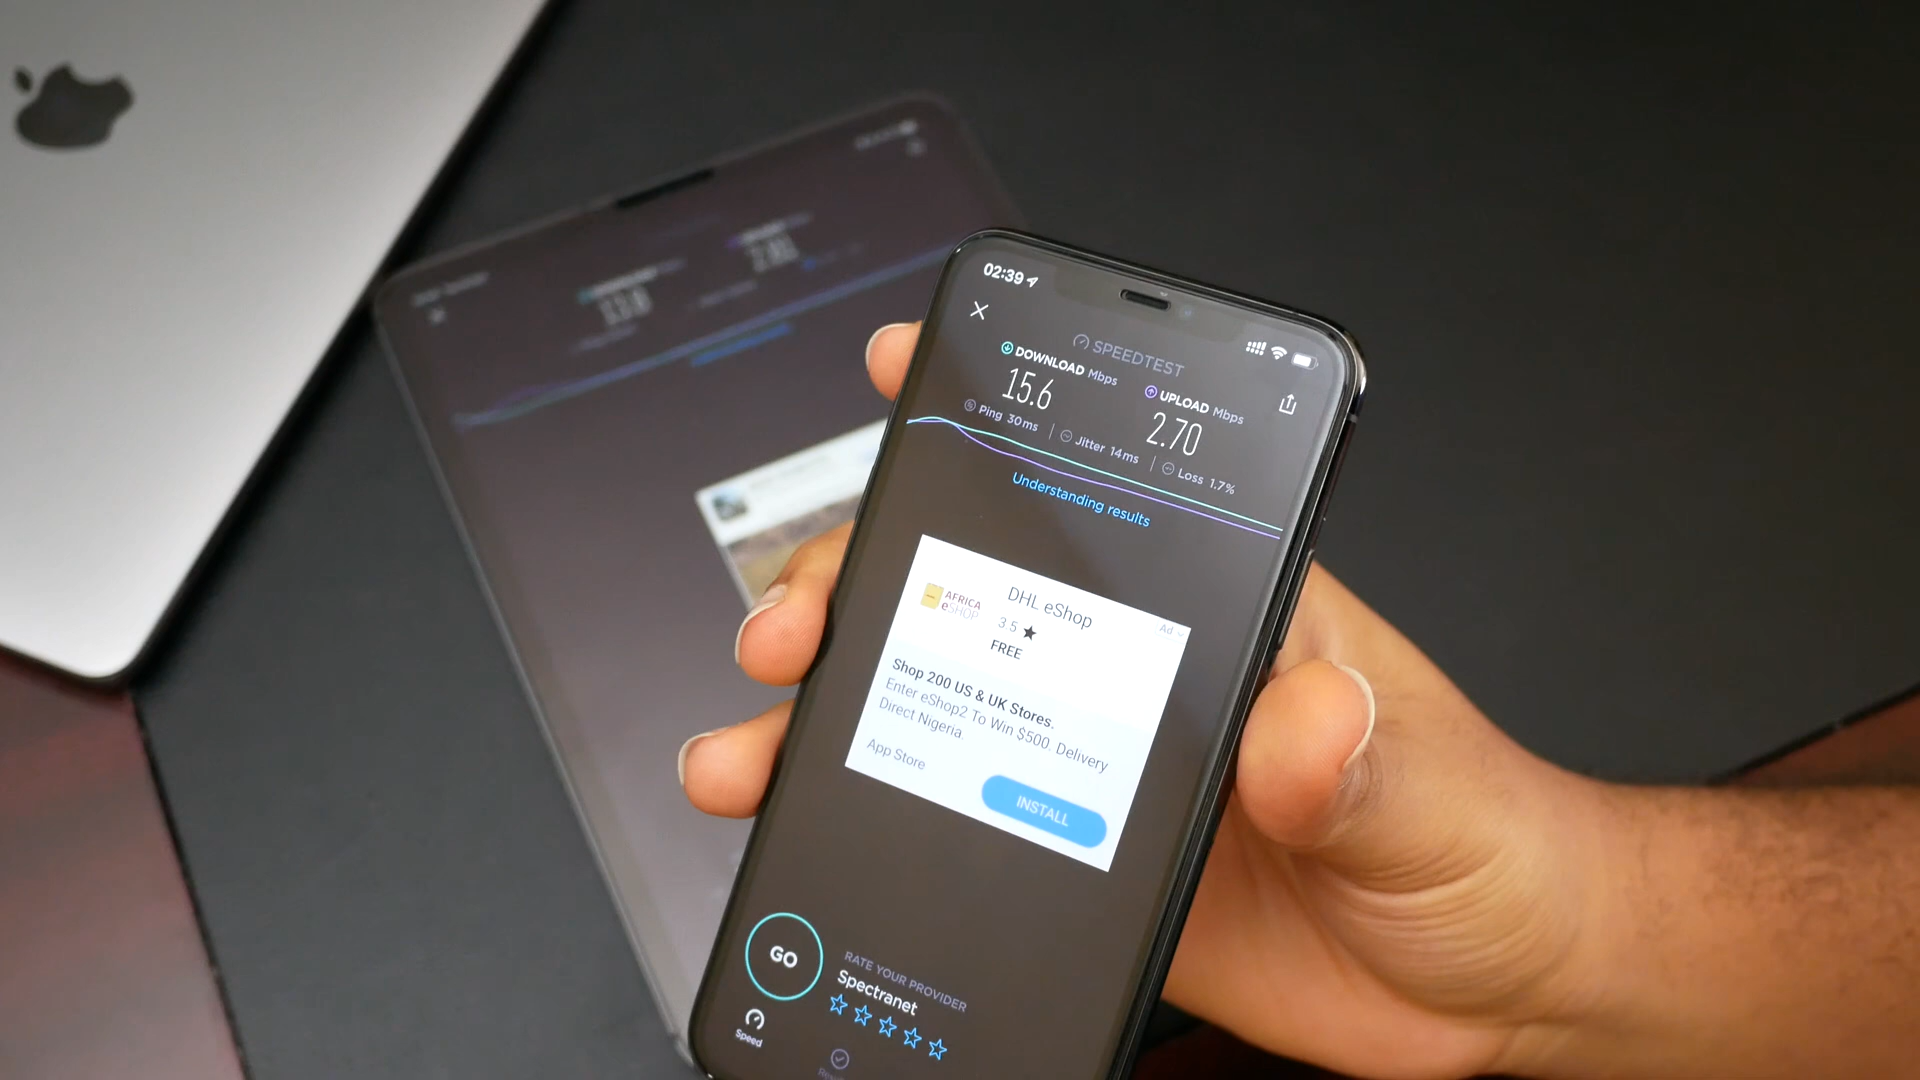 02:39
SPEEDTEST
DOWNLOAD Mbps
15.6
UPLOAD Mbps
2.70
Ping 30ms
Jitter 14ms
Loss 1.7%
Understanding results
AFRICA
eSHOP
DHL eShop
Ad
3.5 ★
FREE
Shop 200 US & UK Stores.
Enter eShop2 To Win $500. Delivery
Direct Nigeria.
App Store
INSTALL
GO
RATE YOUR PROVIDER
Spectranet
Speed